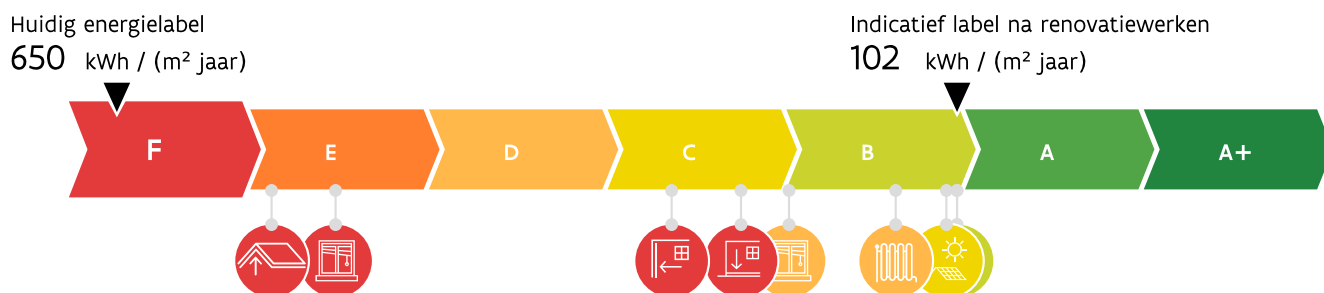 Huidig energielabel
650 kWh / (m² jaar)
Indicatief label na renovatiewerken
102 kWh / (m² jaar)
F E D C B A A+